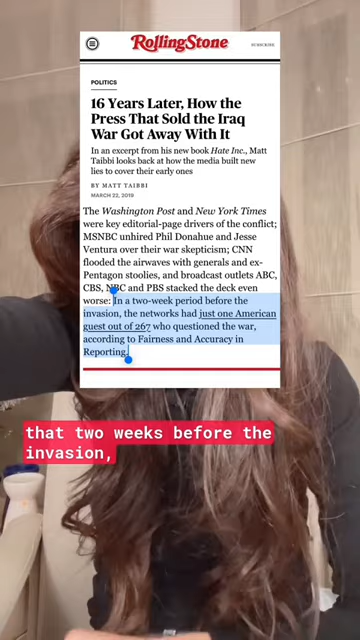 RollingStone
SUBSCRIBE
POLITICS
16 Years Later, How the
Press That Sold the Iraq
War Got Away With It
In an excerpt from his new book Hate Inc., Matt
Taibbi looks back at how the media built new
lies to cover their early ones
BY MATT TAIBBI
MARCH 22, 2019
The Washington Post and New York Times
were key editorial-page drivers of the conflict;
MSNBC unhired Phil Donahue and Jesse
Ventura over their war skepticism; CNN
flooded the airwaves with generals and ex-
Pentagon stoolies, and broadcast outlets ABC,
CBS, NBC and PBS stacked the deck even
worse: In a two-week period before the
invasion, the networks had just one American
guest out of 267 who questioned the war,
according to Fairness and Accuracy in
Reporting.
that two weeks before the
invasion,